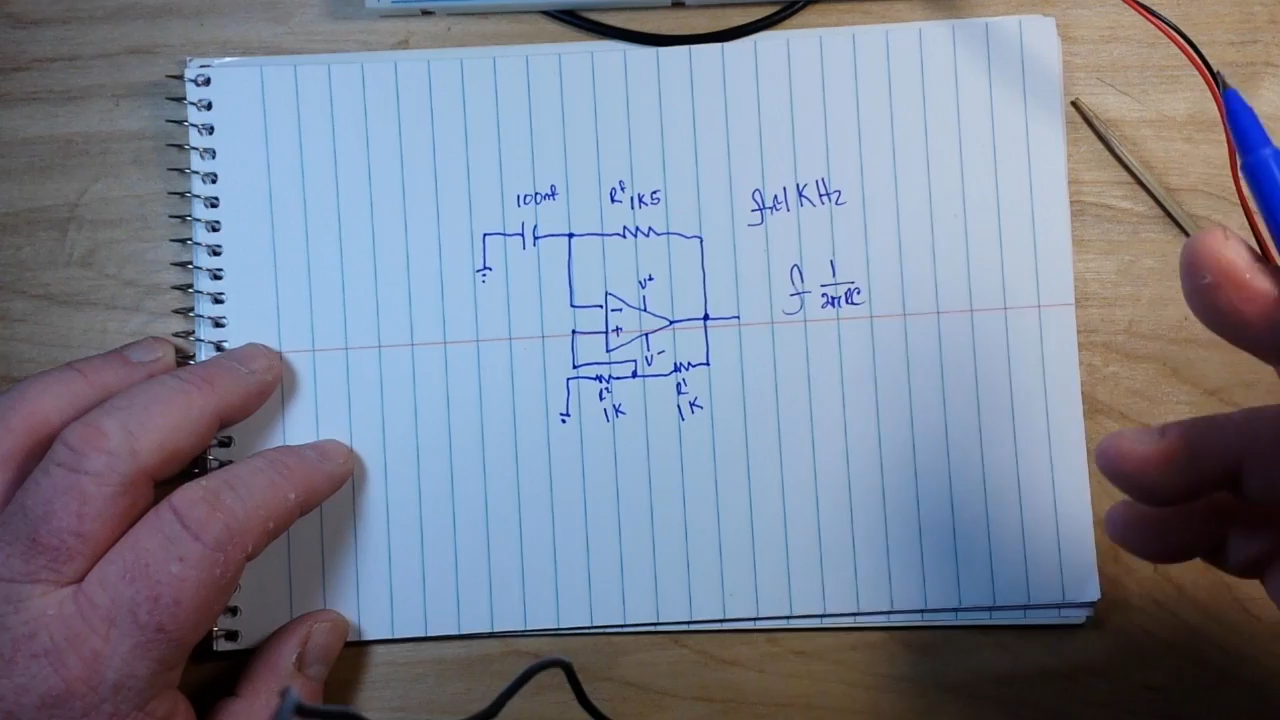 100nf
Rf 1K5
f≈1KHz
f 1/2πRC
V+
-
+
V-
R2
1K
R1
1K